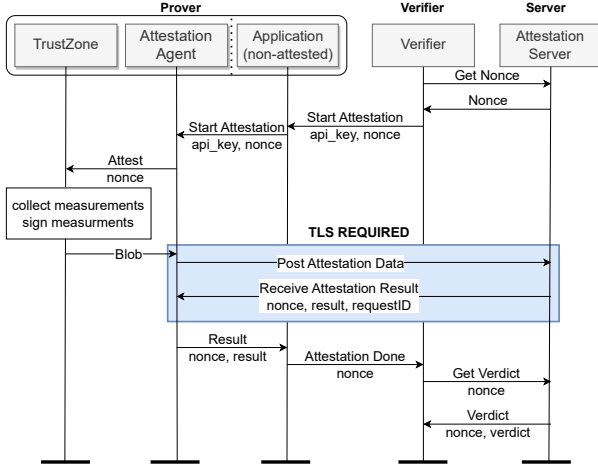 Prover
Verifier
Server
TrustZone
Attestation
Agent
Application
(non-attested)
Verifier
Attestation
Server
Get Nonce
Nonce
Start Attestation
api_key, nonce
Start Attestation
api_key, nonce
Attest
nonce
collect measurements
sign measurments
TLS REQUIRED
Blob
Post Attestation Data
Receive Attestation Result
nonce, result, requestID
Result
nonce, result
Attestation Done
nonce
Get Verdict
nonce
Verdict
nonce, verdict